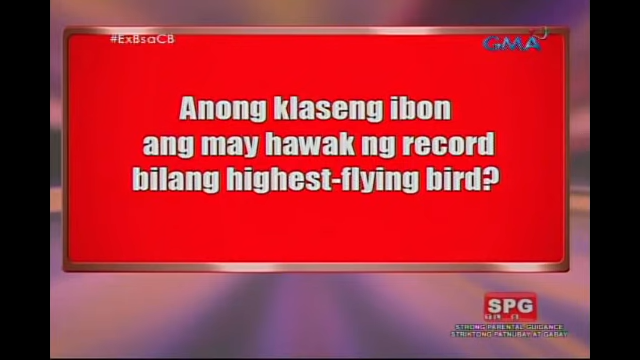 #ExBsaCB
GMA
Anong klaseng ibon
ang may hawak ng record
bilang highest-flying bird?
SPG
STRONG PARENTAL GUIDANCE
STRIKTONG PATNUBAY AT GABAY